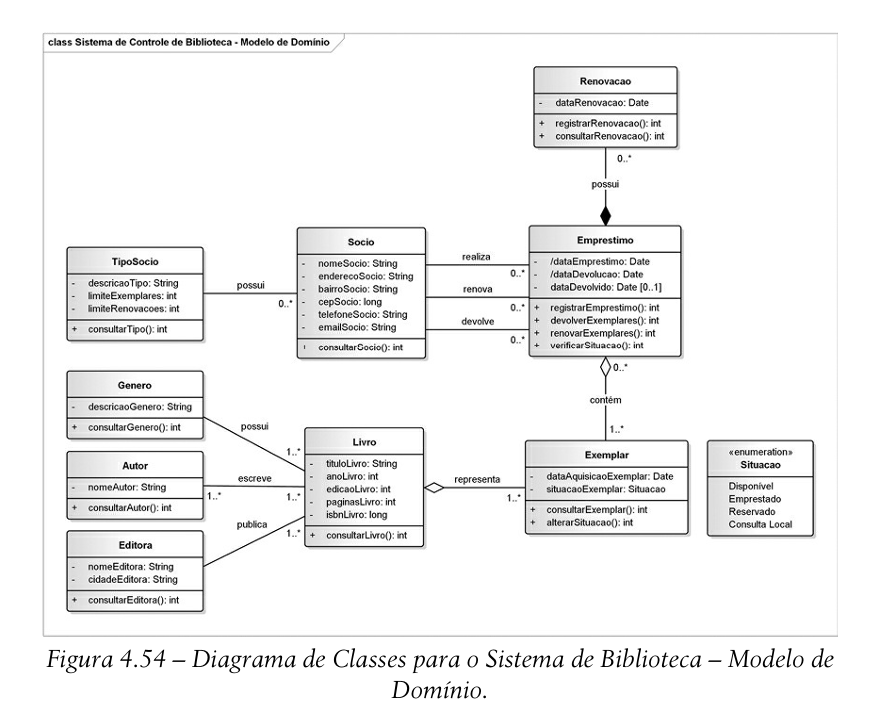 class Sistema de Controle de Biblioteca - Modelo de Domínio
Renovacao
- dataRenovacao: Date
+ registrarRenovacao(): int
+ consultarRenovacao(): int
0..*
possui
TipoSocio
- descricaoTipo: String
- limiteExemplares: int
- limiteRenovacoes: int
+ consultarTipo(): int
possui
0..*
Socio
- nomeSocio: String
- enderecoSocio: String
- bairroSocio: String
- cepSocio: long
- telefoneSocio: String
- emailSocio: String
+ consultarSocio(): int
realiza
0..*
renova
0..*
devolve
0..*
Emprestimo
- /dataEmprestimo: Date
- /dataDevolucao: Date
- dataDevolvido: Date [0..1]
+ registrarEmprestimo(): int
+ devolverExemplares(): int
+ renovarExemplares(): int
+ verificarSituacao(): int
0..*
contém
1..*
Genero
- descricaoGenero: String
+ consultarGenero(): int
possui
1..*
Autor
- nomeAutor: String
+ consultarAutor(): int
escreve
1..*
1..*
Editora
- nomeEditora: String
- cidadeEditora: String
+ consultarEditora(): int
publica
1..*
Livro
- tituloLivro: String
- anoLivro: int
- edicaoLivro: int
- paginasLivro: int
- isbnLivro: long
+ consultarLivro(): int
representa
1..*
Exemplar
- dataAquisicaoExemplar: Date
- situacaoExemplar: Situacao
+ consultarExemplar(): int
+ alterarSituacao(): int
«enumeration»
Situacao
Disponível
Emprestado
Reservado
Consulta Local
Figura 4.54 – Diagrama de Classes para o Sistema de Biblioteca – Modelo de
Domínio.